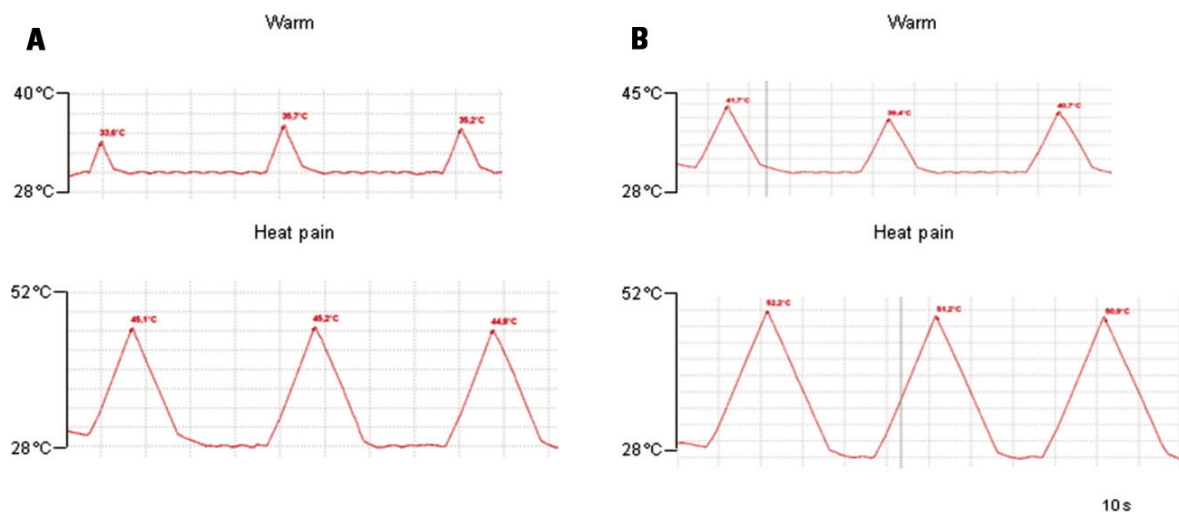 A
Warm
40°C
28°C
33,6°C
35,7°C
35,2°C
Heat pain
52°C
28°C
45,1°C
45,2°C
44,8°C
B
Warm
45°C
28°C
41,7°C
39,4°C
40,7°C
Heat pain
52°C
28°C
52,2°C
51,2°C
50,9°C
10 s